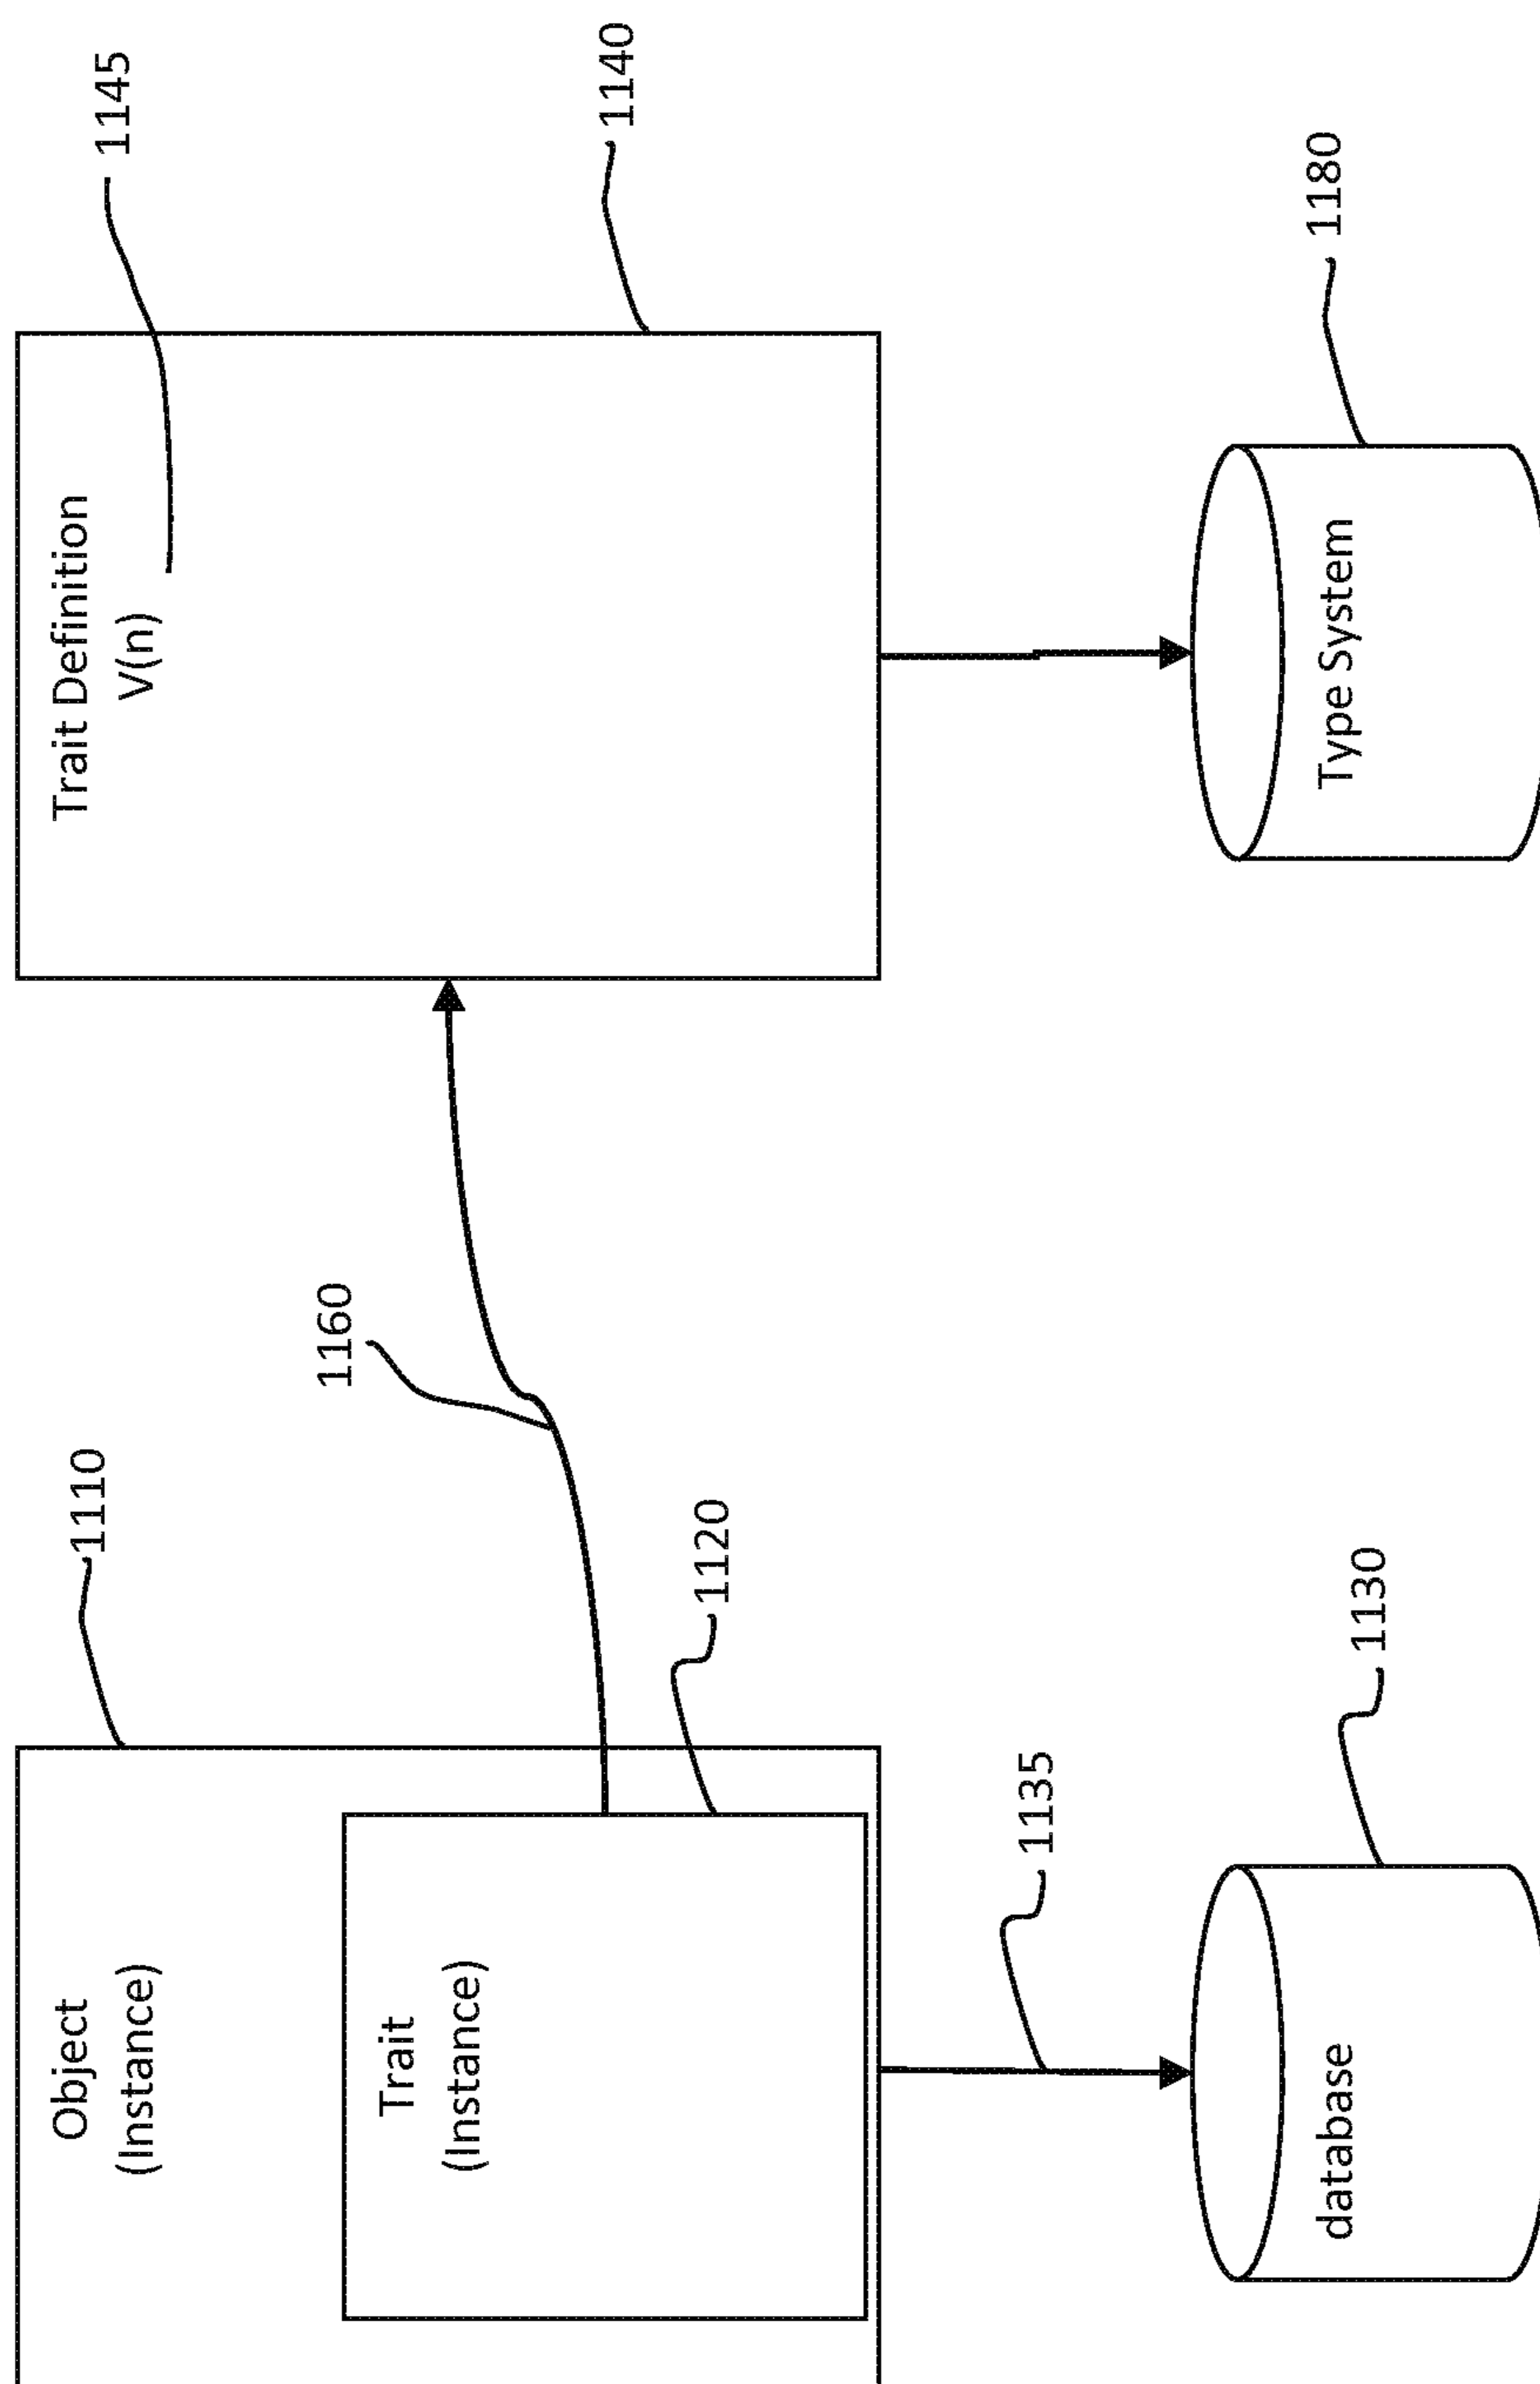 Object
(Instance)
1110
Trait
(Instance)
1120
1160
Trait Definition
V(n)
1145
1140
1135
database
1130
Type System
1180